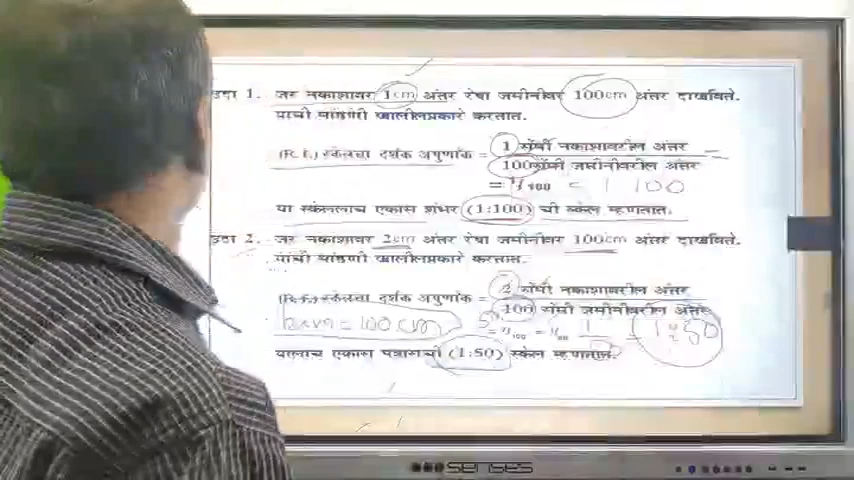 उदा 1. जर नकाशावर 1cm अंतर रेषा जमीनीवर 100cm अंतर दाखविते.
याची मांडणी खालीलप्रकारे करतात.
(R.F.) स्केलचा दर्शक अपुर्णांक = 1 सेंमी नकाशावरील अंतर
100सेंमी जमीनीवरील अंतर
= 1/100 = 1 100
या स्केललाच एकास शंभर (1:100) ची स्केल म्हणतात.
उदा 2. जर नकाशावर 2cm अंतर रेषा जमीनीवर 100cm अंतर दाखविते.
याची मांडणी खालीलप्रकारे करतात.
(R.F.) स्केलचा दर्शक अपुर्णांक = 2 सेंमी नकाशावरील अंतर
100 सेंमी जमीनीवरील अंतर
= 100 cm 50 1 = 1:50
यालाच एकास पन्नासची (1:50) स्केल म्हणतात.
SENSES